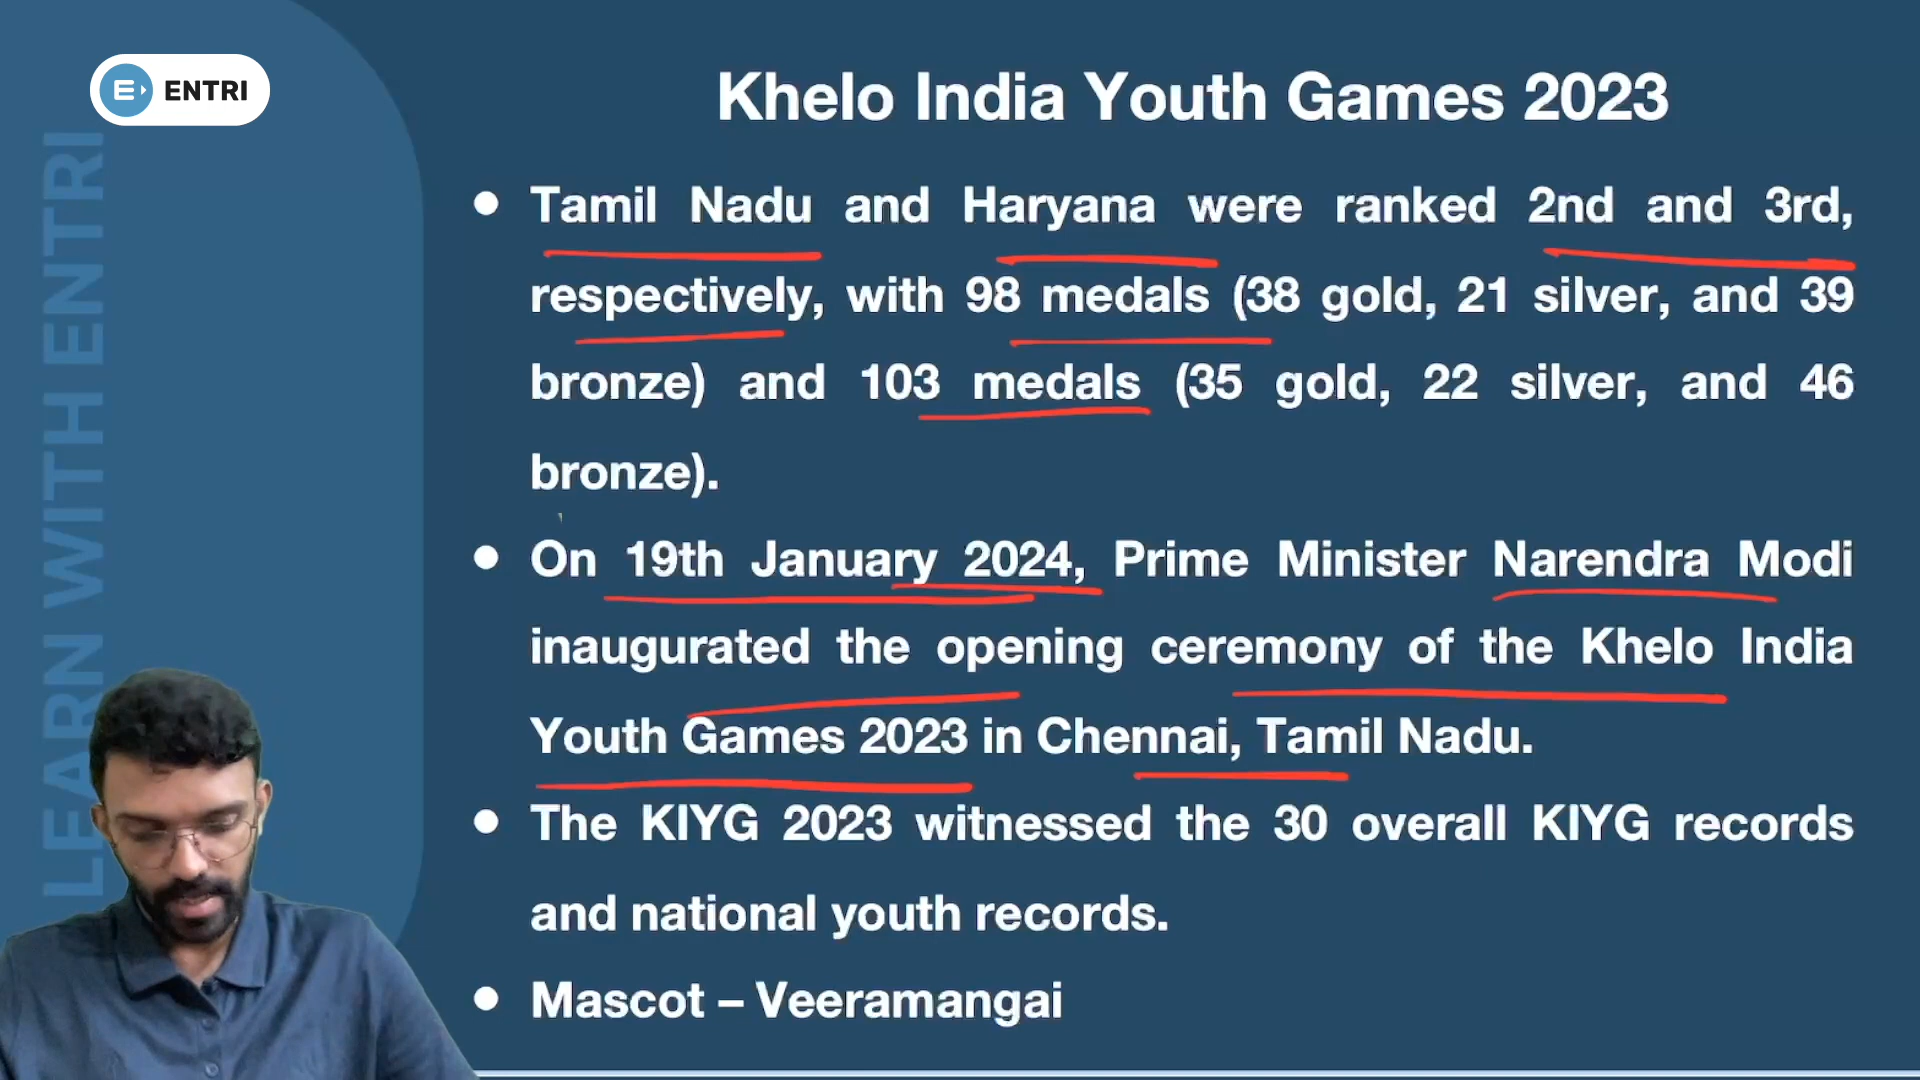 ENTRI
LEARN WITH ENTRI
Khelo India Youth Games 2023
● Tamil Nadu and Haryana were ranked 2nd and 3rd,
respectively, with 98 medals (38 gold, 21 silver, and 39
bronze) and 103 medals (35 gold, 22 silver, and 46
bronze).
● On 19th January 2024, Prime Minister Narendra Modi
inaugurated the opening ceremony of the Khelo India
Youth Games 2023 in Chennai, Tamil Nadu.
● The KIYG 2023 witnessed the 30 overall KIYG records
and national youth records.
● Mascot – Veeramangai